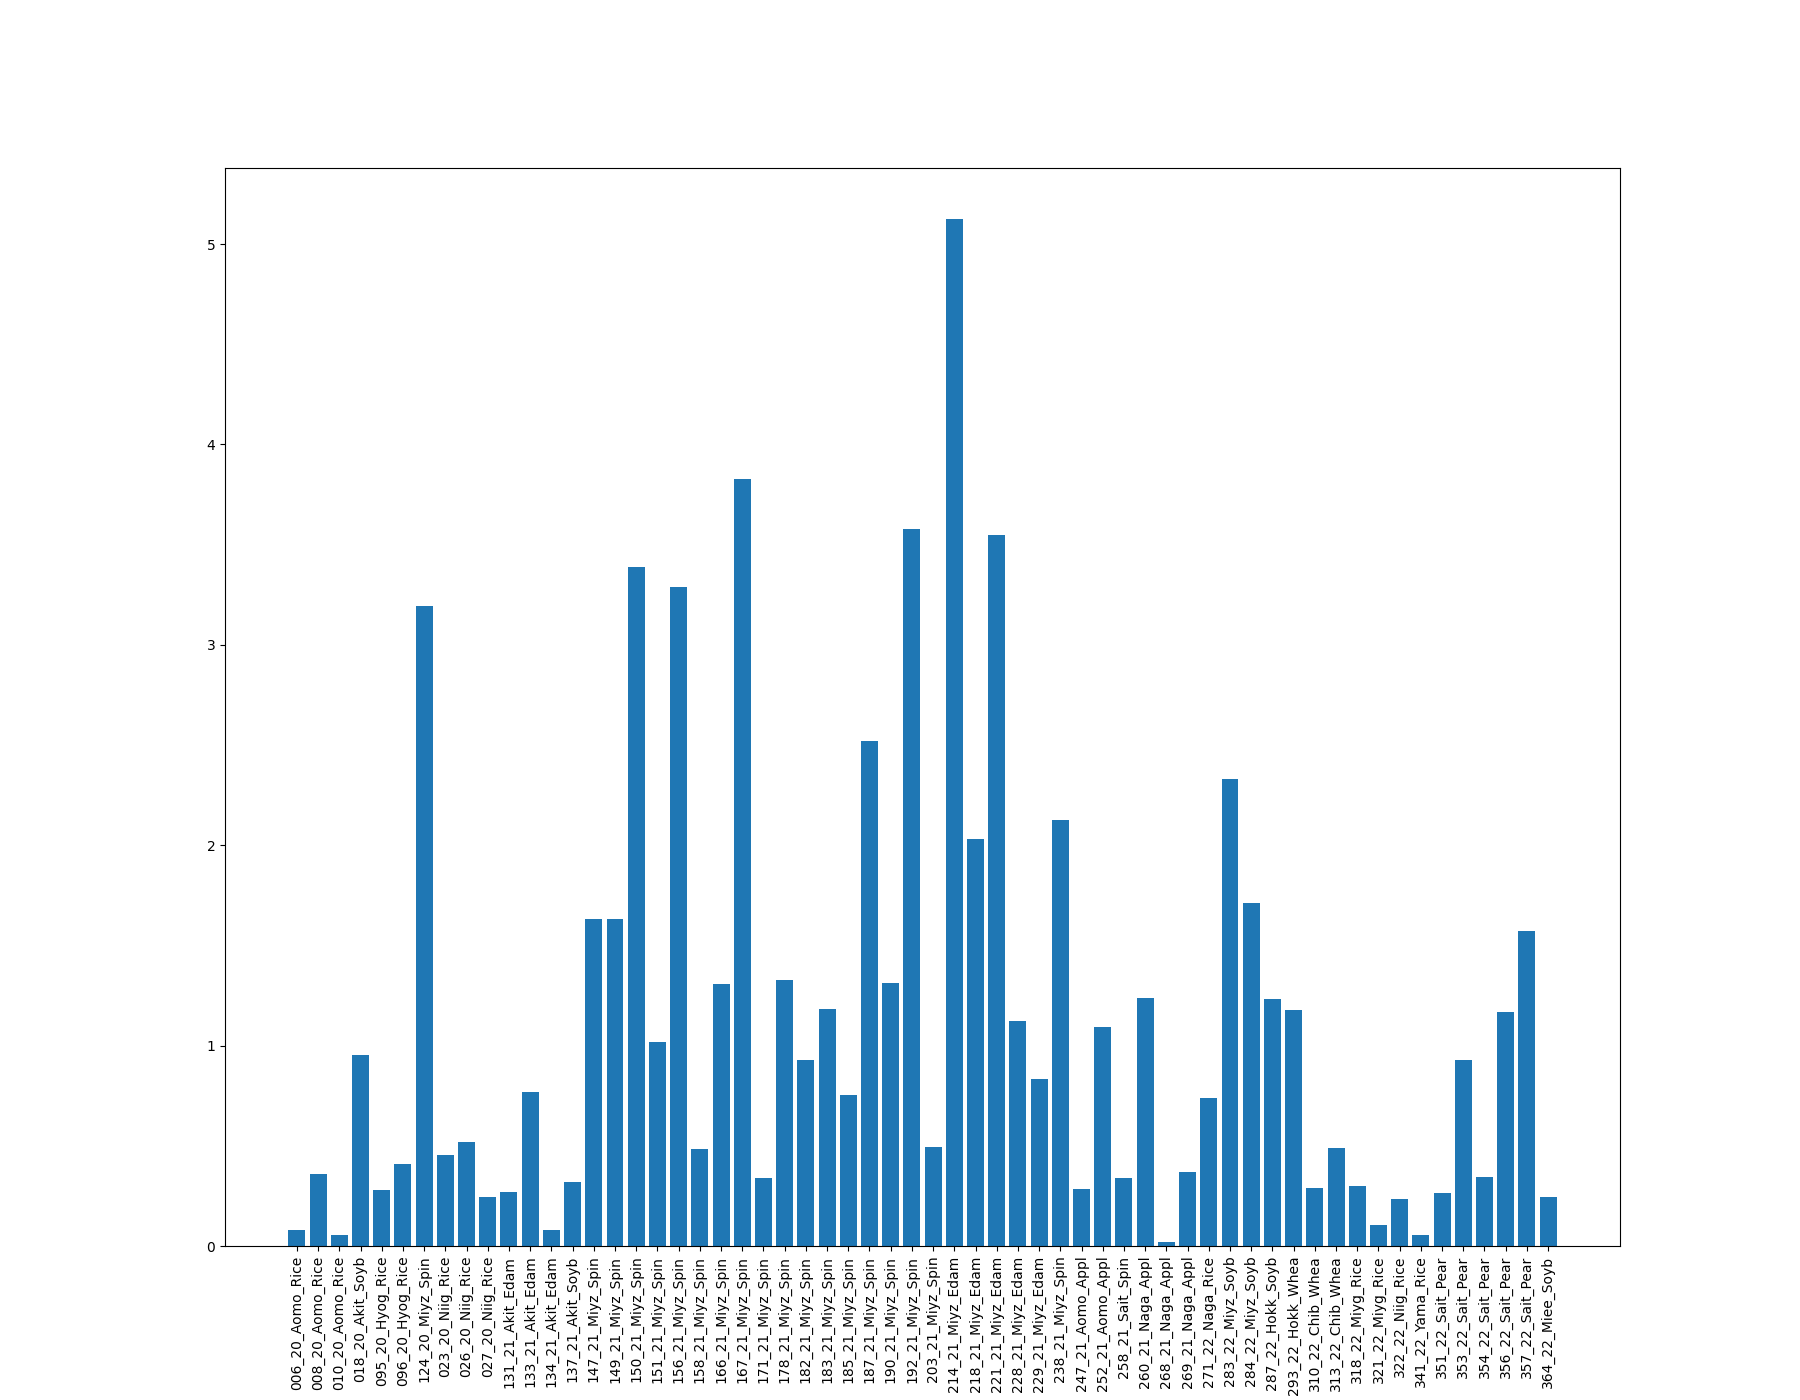 5
4
3
2
1
0
006_20_Aomo_Rice
008_20_Aomo_Rice
010_20_Aomo_Rice
018_20_Akit_Soyb
095_20_Hyog_Rice
096_20_Hyog_Rice
124_20_Miyz_Spin
023_20_Niig_Rice
026_20_Niig_Rice
027_20_Niig_Rice
131_21_Akit_Edam
133_21_Akit_Edam
134_21_Akit_Edam
137_21_Akit_Soyb
147_21_Miyz_Spin
149_21_Miyz_Spin
150_21_Miyz_Spin
151_21_Miyz_Spin
156_21_Miyz_Spin
158_21_Miyz_Spin
166_21_Miyz_Spin
167_21_Miyz_Spin
171_21_Miyz_Spin
178_21_Miyz_Spin
182_21_Miyz_Spin
183_21_Miyz_Spin
185_21_Miyz_Spin
187_21_Miyz_Spin
190_21_Miyz_Spin
192_21_Miyz_Spin
203_21_Miyz_Spin
214_21_Miyz_Edam
218_21_Miyz_Edam
221_21_Miyz_Edam
228_21_Miyz_Edam
229_21_Miyz_Edam
238_21_Miyz_Spin
247_21_Aomo_Appl
252_21_Aomo_Appl
258_21_Sait_Spin
260_21_Naga_Appl
268_21_Naga_Appl
269_21_Naga_Appl
271_22_Naga_Rice
283_22_Miyz_Soyb
284_22_Miyz_Soyb
287_22_Hokk_Soyb
293_22_Hokk_Whea
310_22_Chib_Whea
313_22_Chib_Whea
318_22_Miyg_Rice
321_22_Miyg_Rice
322_22_Niig_Rice
341_22_Yama_Rice
351_22_Sait_Pear
353_22_Sait_Pear
354_22_Sait_Pear
356_22_Sait_Pear
357_22_Sait_Pear
364_22_Miee_Soyb